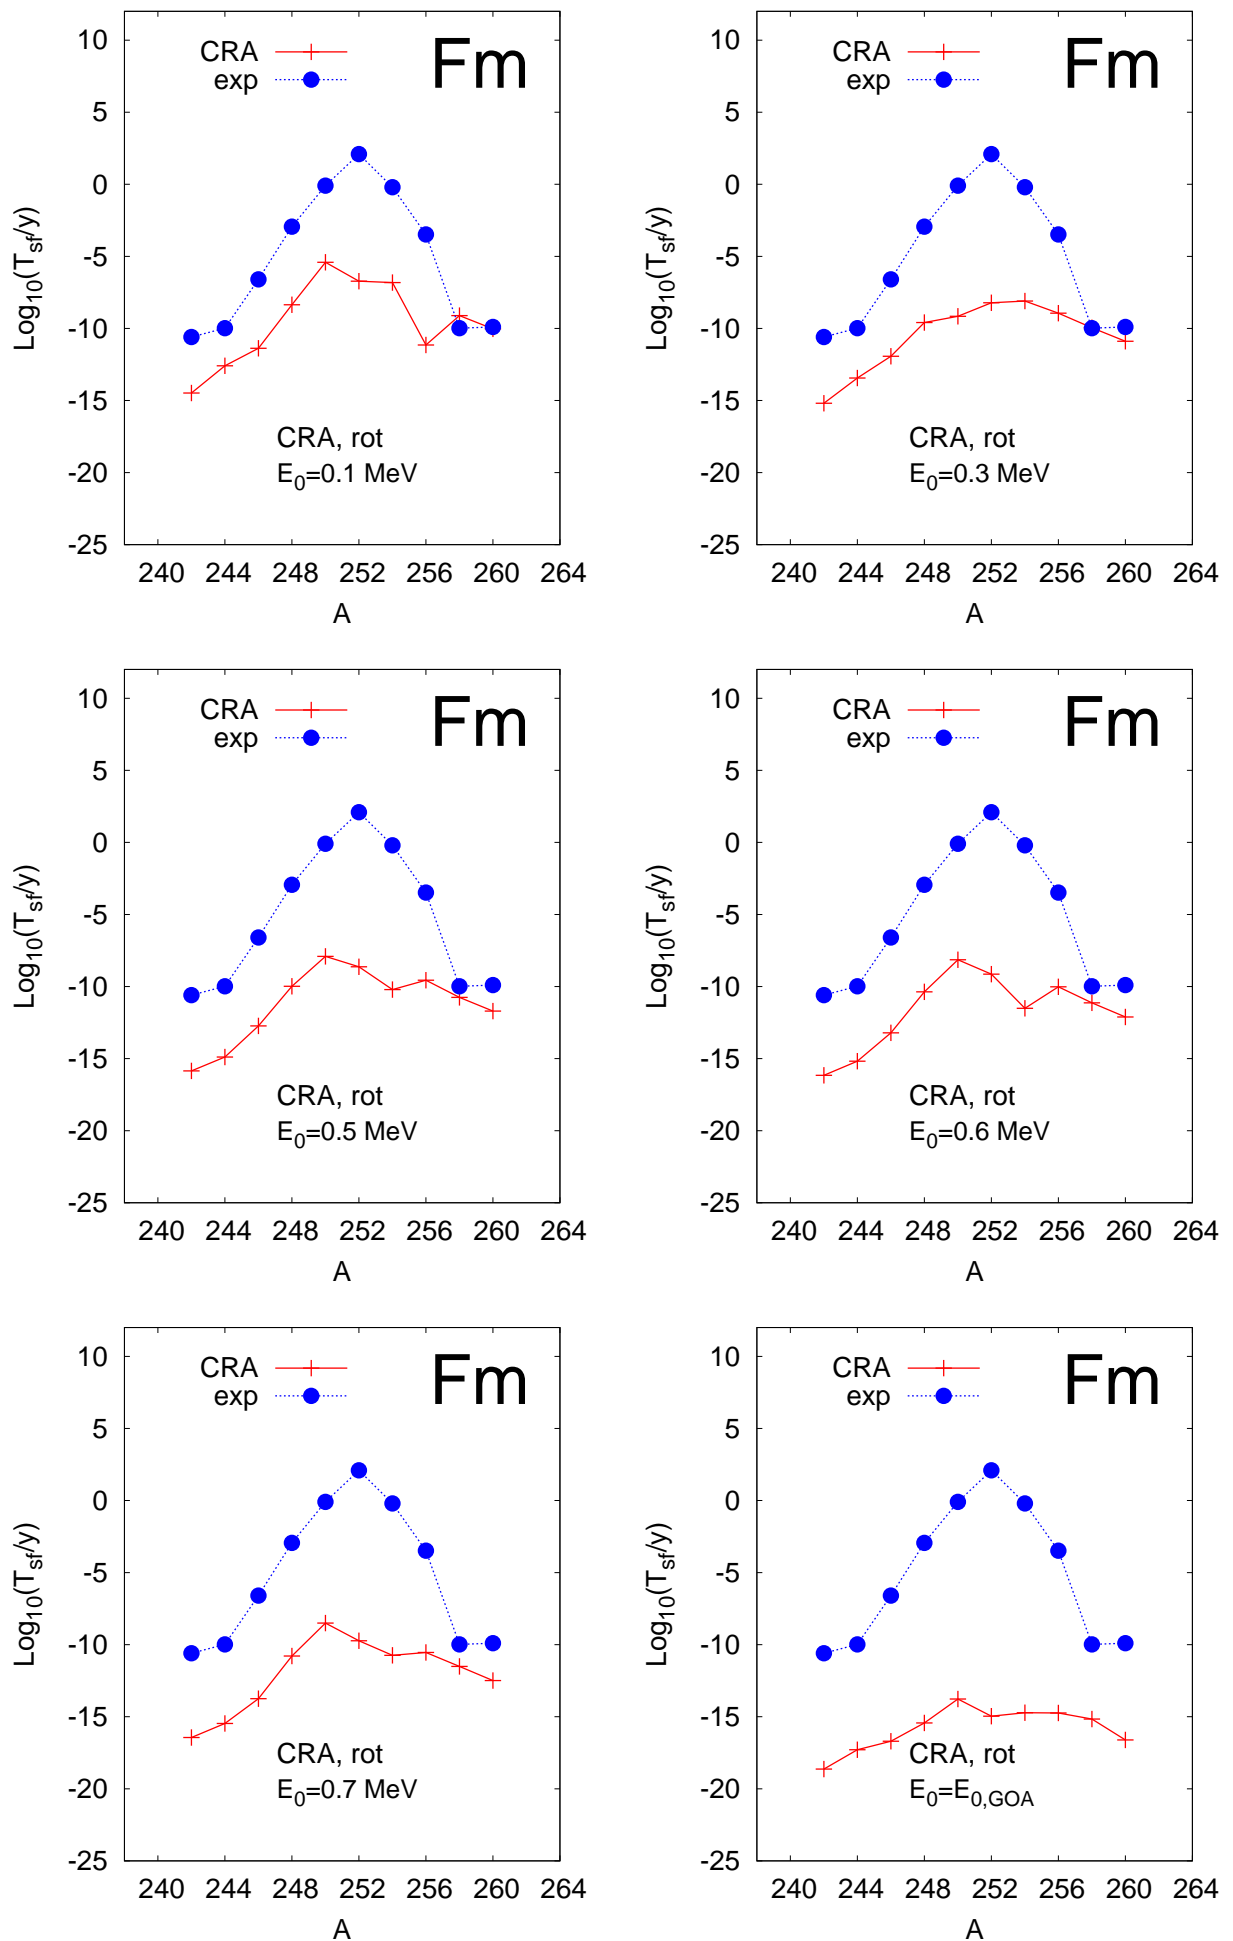 CRA
exp
Fm
10
5
0
-5
-10
-15
-20
-25
Log10(Tsf/y)
CRA, rot
E0=0.1 MeV
240 244 248 252 256 260 264
A
CRA
exp
Fm
10
5
0
-5
-10
-15
-20
-25
Log10(Tsf/y)
CRA, rot
E0=0.3 MeV
240 244 248 252 256 260 264
A
CRA
exp
Fm
10
5
0
-5
-10
-15
-20
-25
Log10(Tsf/y)
CRA, rot
E0=0.5 MeV
240 244 248 252 256 260 264
A
CRA
exp
Fm
10
5
0
-5
-10
-15
-20
-25
Log10(Tsf/y)
CRA, rot
E0=0.6 MeV
240 244 248 252 256 260 264
A
CRA
exp
Fm
10
5
0
-5
-10
-15
-20
-25
Log10(Tsf/y)
CRA, rot
E0=0.7 MeV
240 244 248 252 256 260 264
A
CRA
exp
Fm
10
5
0
-5
-10
-15
-20
-25
Log10(Tsf/y)
CRA, rot
E0=E0,GOA
240 244 248 252 256 260 264
A